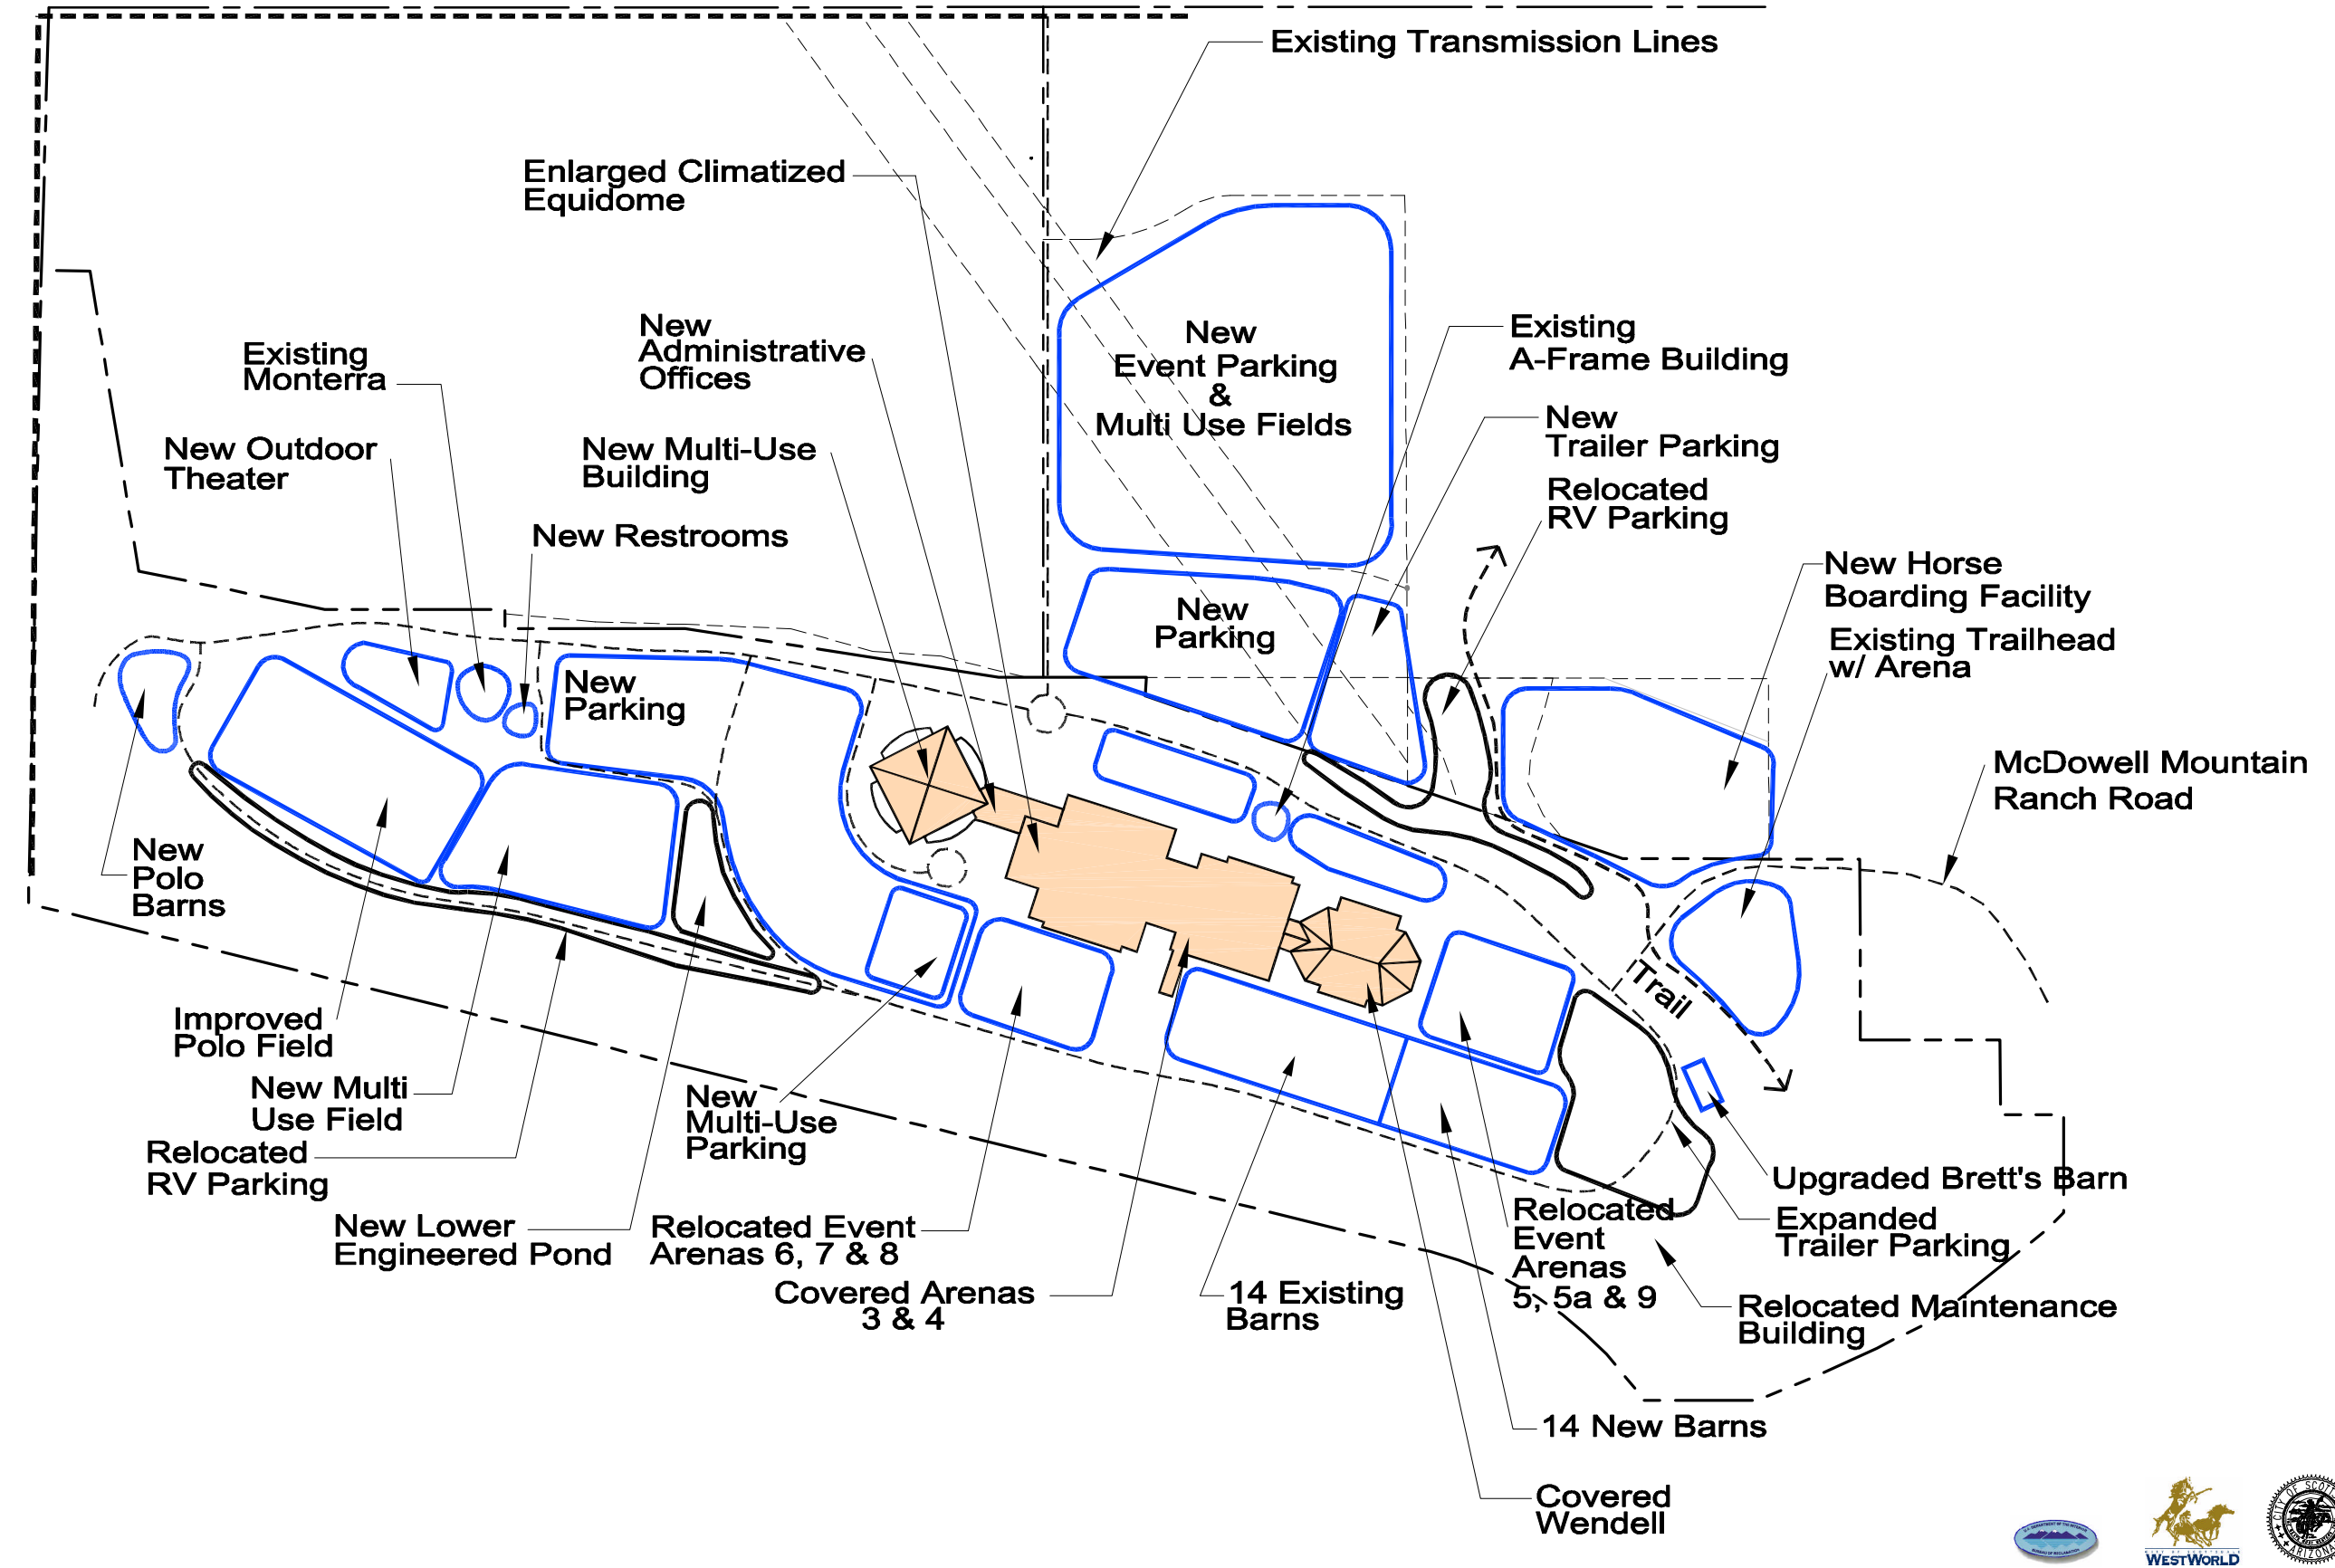 Existing Transmission Lines
Enlarged Climatized
Equidome
New
Administrative
Offices
Existing
Monterra
New Outdoor
Theater
New Multi-Use
Building
New Restrooms
New
Event Parking
&
Multi Use Fields
Existing
A-Frame Building
New
Trailer Parking
Relocated
RV Parking
New Horse
Boarding Facility
Existing Trailhead
w/ Arena
New
Parking
New
Parking
McDowell Mountain
Ranch Road
New
Polo
Barns
Trail
Improved
Polo Field
New Multi
Use Field
Relocated
RV Parking
New Lower
Engineered Pond
New
Multi-Use
Parking
Relocated Event
Arenas 6, 7 & 8
Covered Arenas
3 & 4
14 Existing
Barns
Relocated
Event
Arenas
5, 5a & 9
Upgraded Brett's Barn
Expanded
Trailer Parking
Relocated Maintenance
Building
14 New Barns
Covered
Wendell
WESTWORLD
CITY OF SCOTT
ARIZONA